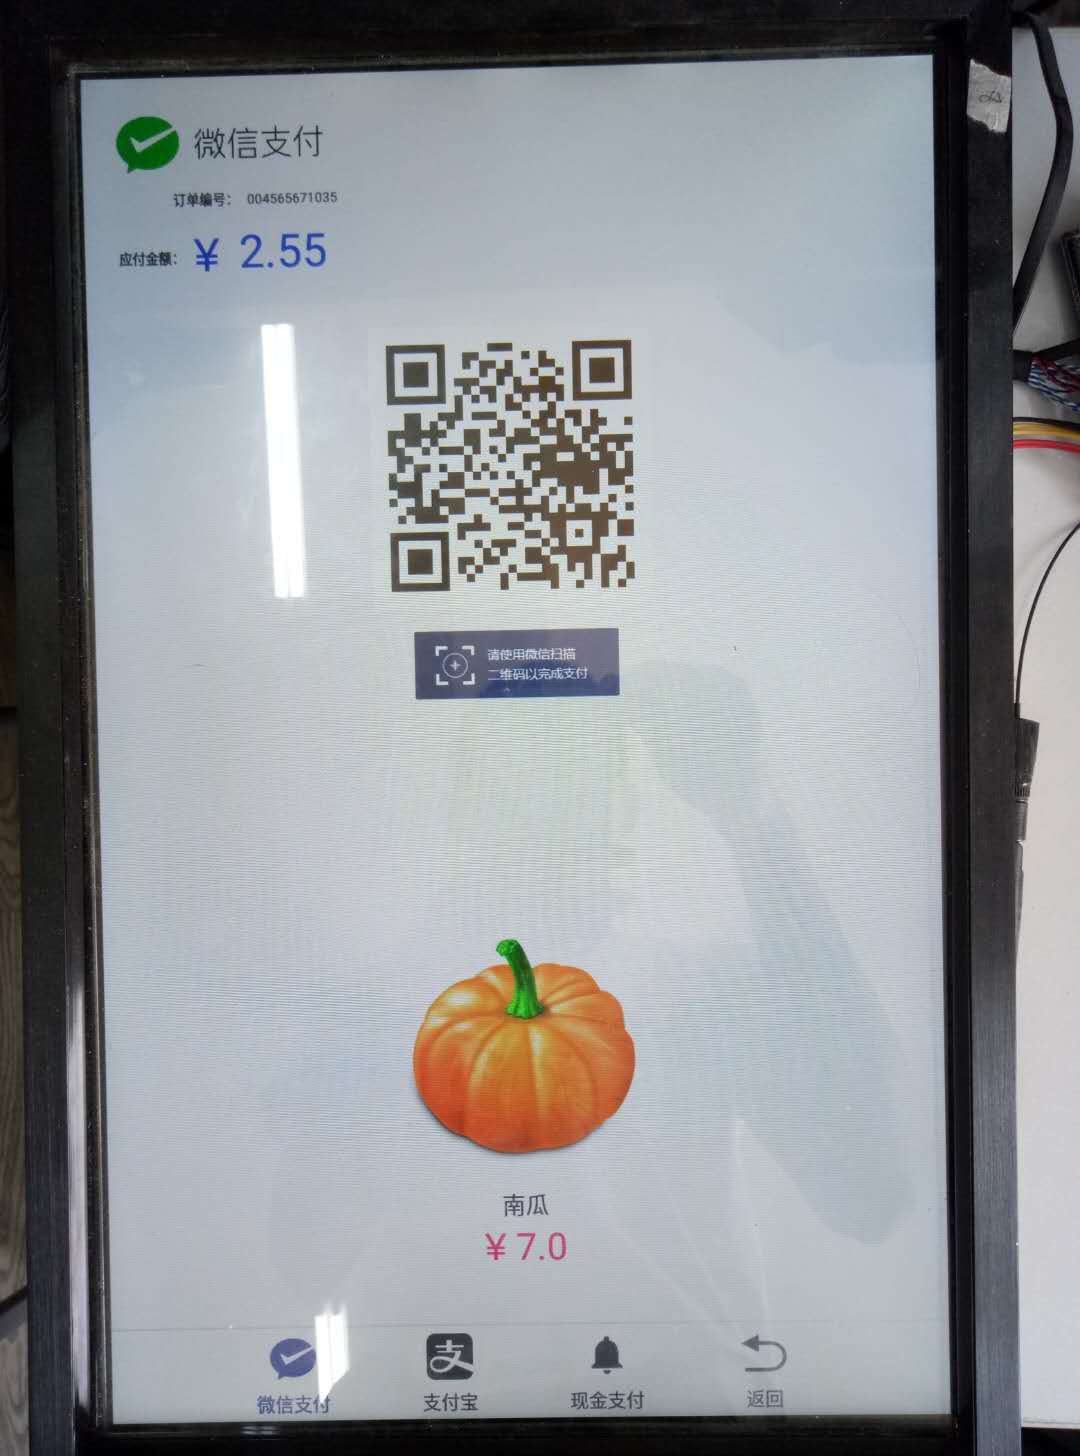 微信支付
订单编号： 004565671035
应付金额： ￥ 2.55
请使用微信扫描
二维码以完成支付
南瓜
￥7.0
微信支付 支付宝 现金支付 返回